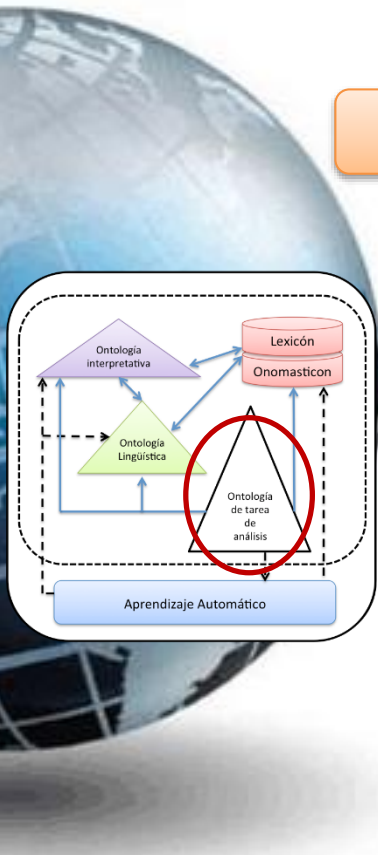 Ontología
interpretativa
Lexicón
Onomasticon
Ontología
Lingüística
Ontología
de tarea
de
análisis
Aprendizaje Automático